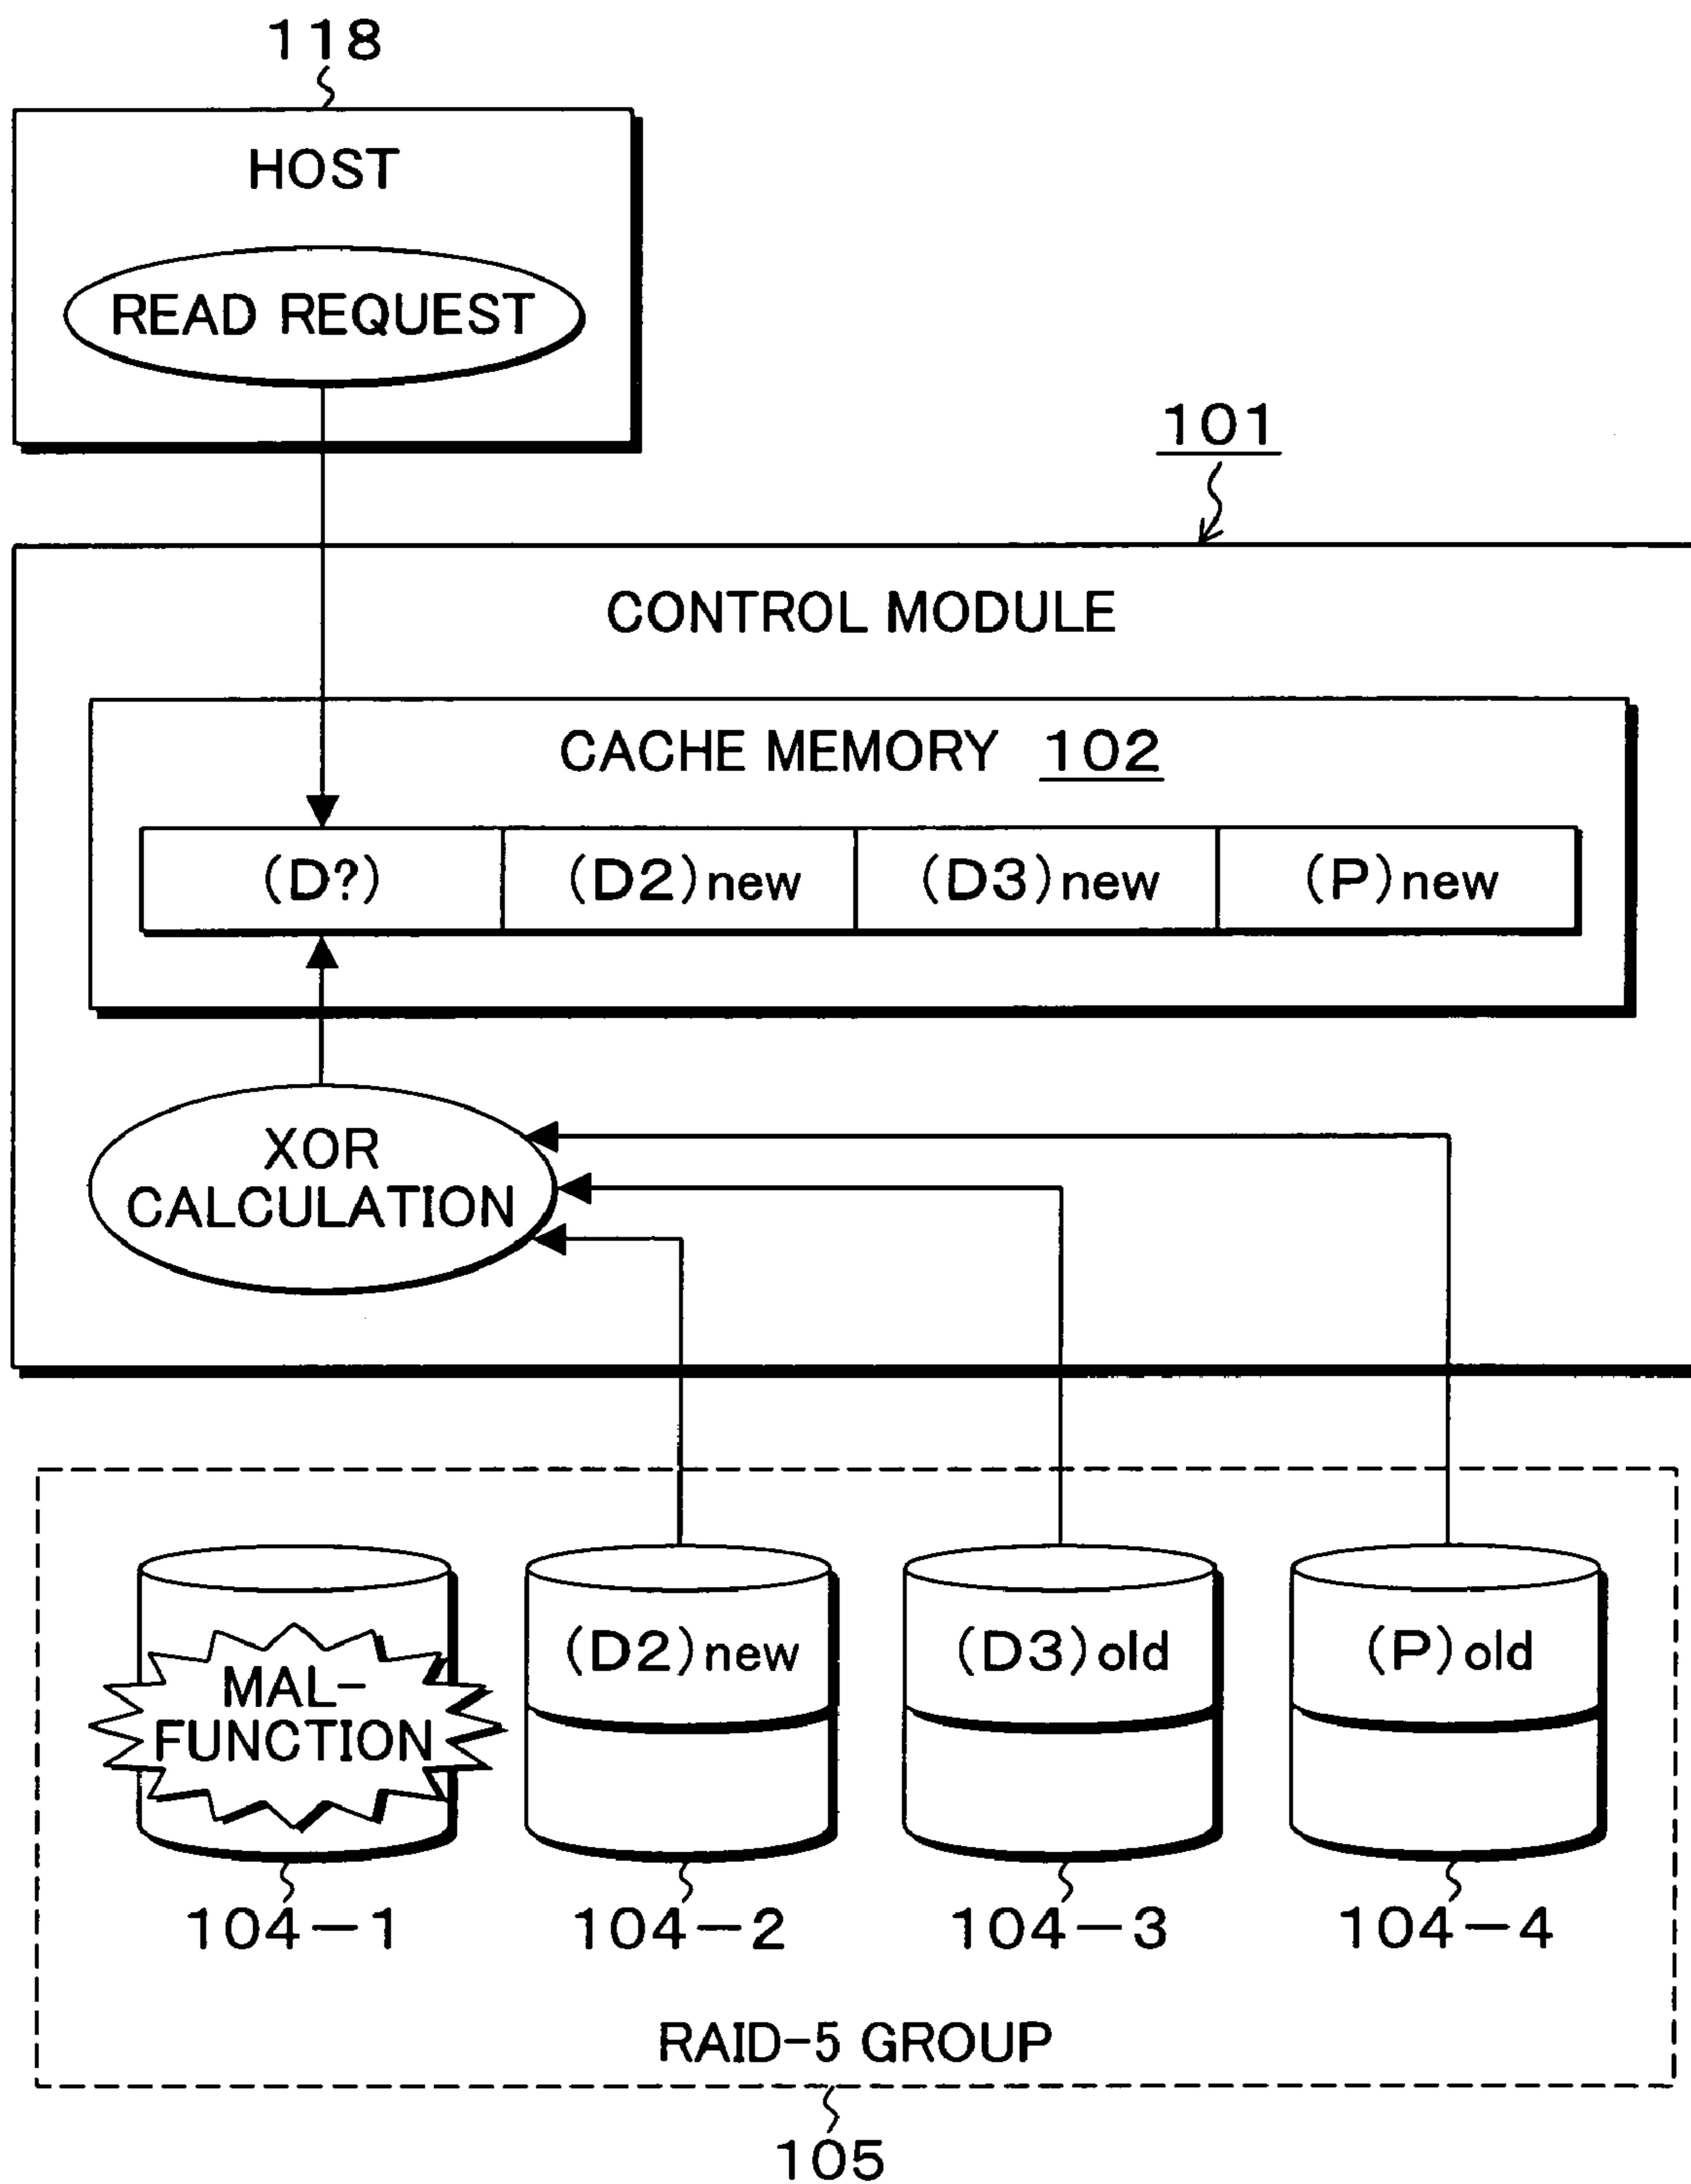 118
HOST
READ REQUEST
101
CONTROL MODULE
CACHE MEMORY 102
(D?) (D2)new (D3)new (P)new
XOR
CALCULATION
MAL-
FUNCTION
(D2)new (D3)old (P)old
104-1 104-2 104-3 104-4
RAID-5 GROUP
105